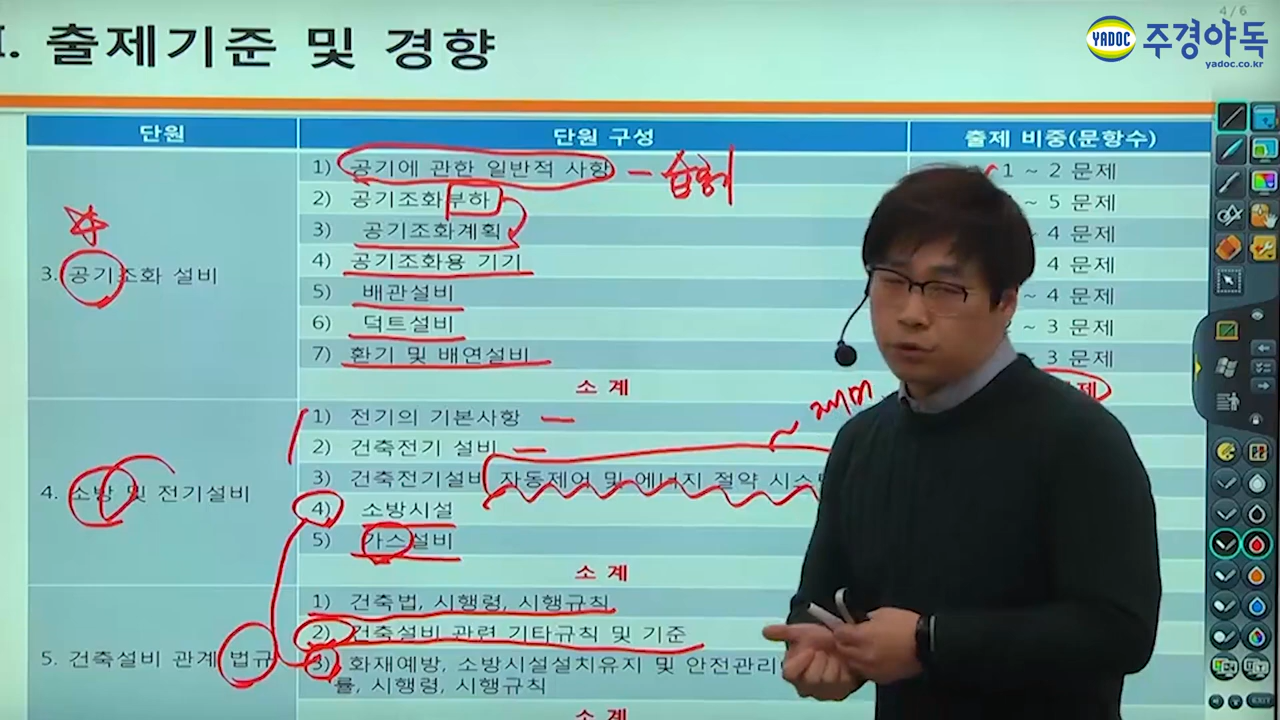 4 / 6
I. 출제기준 및 경향
YADOC 주경야독
yadoc.co.kr
단원 단원 구성 출제 비중(문항수)
3. 공기조화 설비
1) 공기에 관한 일반적 사항 1 ~ 2 문제
2) 공기조화부하 ~ 5 문제
3) 공기조화계획 4 문제
4) 공기조화용 기기 4 문제
5) 배관설비 ~ 4 문제
6) 덕트설비 ~ 3 문제
7) 환기 및 배연설비 3 문제
소 계
4. 소방 및 전기설비
1) 전기의 기본사항
2) 건축전기 설비
3) 건축전기설비 자동제어 및 에너지 절약 시스
4) 소방시설
5) 가스설비
소 계
5. 건축설비 관계 법규
1) 건축법, 시행령, 시행규칙
2) 건축설비 관련 기타규칙 및 기준
3) 화재예방, 소방시설설치유지 및 안전관리
률, 시행령, 시행규칙
소 계
EXIT